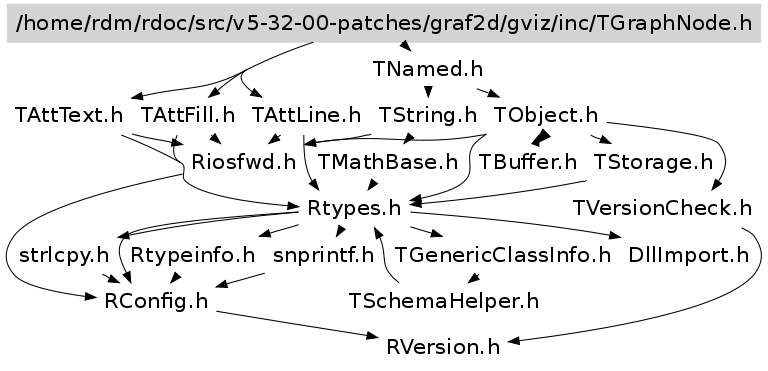 /home/rdm/rdoc/src/v5-32-00-patches/graf2d/gviz/inc/TGraphNode.h
TNamed.h
TAttText.h TAttFill.h TAttLine.h TString.h TObject.h
Riosfwd.h TMathBase.h TBuffer.h TStorage.h
Rtypes.h TVersionCheck.h
strlcpy.h Rtypeinfo.h snprintf.h TGenericClassInfo.h DllImport.h
RConfig.h TSchemaHelper.h
RVersion.h